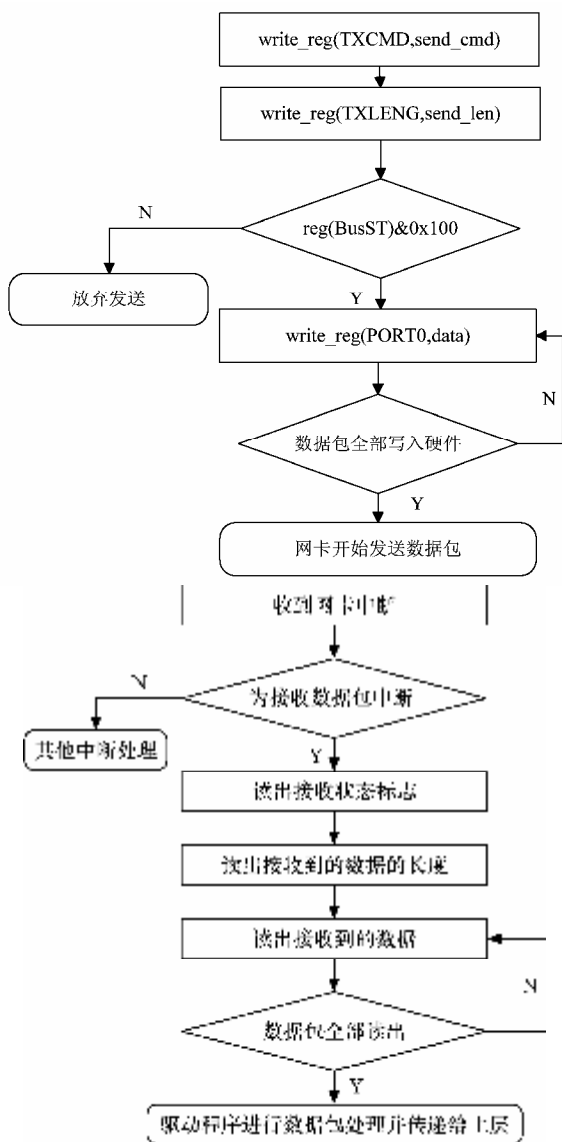 write_reg(TXCMD,send_cmd)
write_reg(TXLENG,send_len)
N
reg(BusST)&0x100
放弃发送
Y
write_reg(PORT0,data)
N
数据包全部写入硬件
Y
网卡开始发送数据包
收到网卡中断
N
为接收数据包中断
其他中断处理
Y
读出接收状态标志
读出接收到的数据的长度
读出接收到的数据
N
数据包全部读出
Y
驱动程序进行数据包处理并传递给上层